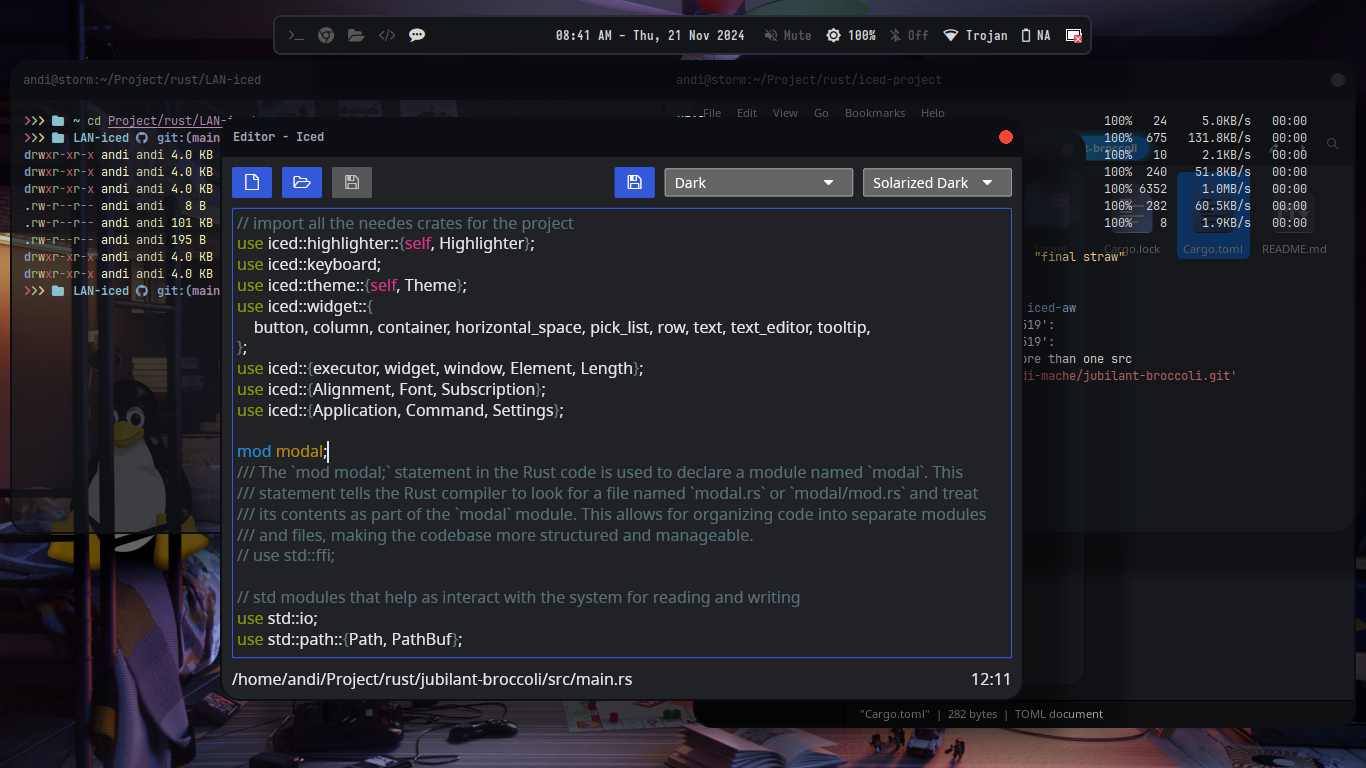 08:41 AM – Thu, 21 Nov 2024 Mute 100% Off Trojan NA
andi@storm:~/Project/rust/LAN-iced
andi@storm:~/Project/rust/iced-project
File Edit View Go Bookmarks Help
>>> ~ cd Project/rust/LAN-i
>>> LAN-iced git:(main
drwxr-xr-x andi andi 4.0 KB
drwxr-xr-x andi andi 4.0 KB
drwxr-xr-x andi andi 4.0 KB
.rw-r--r-- andi andi 8 B
.rw-r--r-- andi andi 101 KB
.rw-r--r-- andi andi 195 B
drwxr-xr-x andi andi 4.0 KB
drwxr-xr-x andi andi 4.0 KB
>>> LAN-iced git:(main
Editor - Iced
Dark
Solarized Dark
// import all the needes crates for the project
use iced::highlighter::{self, Highlighter};
use iced::keyboard;
use iced::theme::{self, Theme};
use iced::widget::{
button, column, container, horizontal_space, pick_list, row, text, text_editor, tooltip,
};
use iced::{executor, widget, window, Element, Length};
use iced::{Alignment, Font, Subscription};
use iced::{Application, Command, Settings};
mod modal;
/// The `mod modal;` statement in the Rust code is used to declare a module named `modal`. This
/// statement tells the Rust compiler to look for a file named `modal.rs` or `modal/mod.rs` and treat
/// its contents as part of the `modal` module. This allows for organizing code into separate modules
/// and files, making the codebase more structured and manageable.
// use std::ffi;
// std modules that help as interact with the system for reading and writing
use std::io;
use std::path::{Path, PathBuf};
/home/andi/Project/rust/jubilant-broccoli/src/main.rs
12:11
100% 24 5.0KB/s 00:00
100% 675 131.8KB/s 00:00
100% 10 2.1KB/s 00:00
100% 240 51.8KB/s 00:00
100% 6352 1.0MB/s 00:00
100% 282 60.5KB/s 00:00
100% 8 1.9KB/s 00:00
t-broccoli
Cargo.lock
Cargo.toml
README.md
"final straw"
iced-aw
519':
519':
ore than one src
di-mache/jubilant-broccoli.git'
"Cargo.toml" | 282 bytes | TOML document